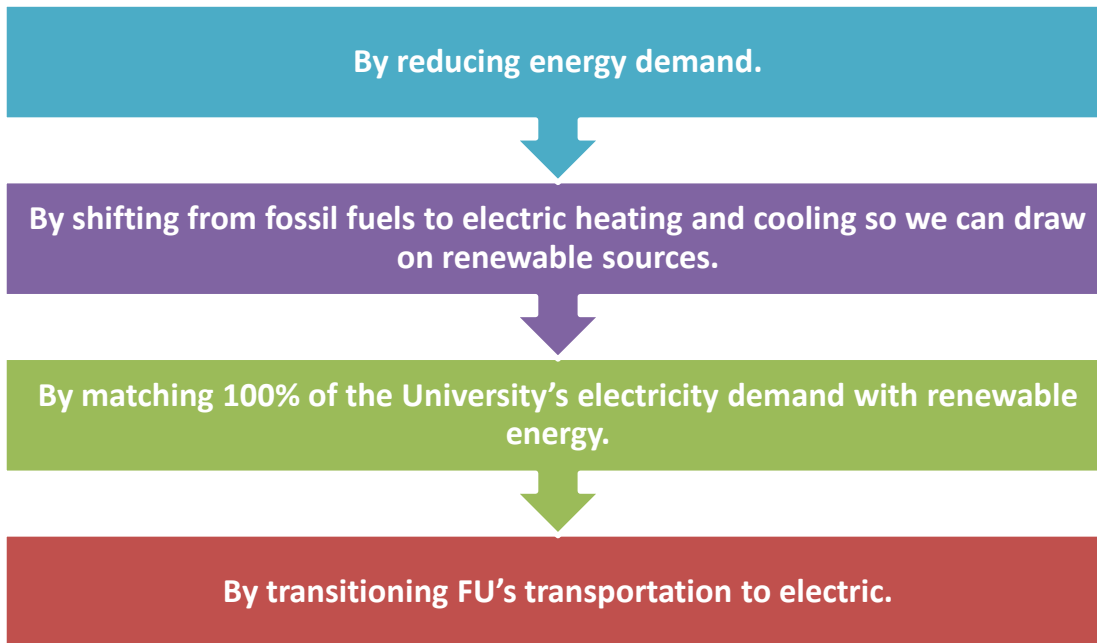 By reducing energy demand.
By shifting from fossil fuels to electric heating and cooling so we can draw
on renewable sources.
By matching 100% of the University’s electricity demand with renewable
energy.
By transitioning FU’s transportation to electric.